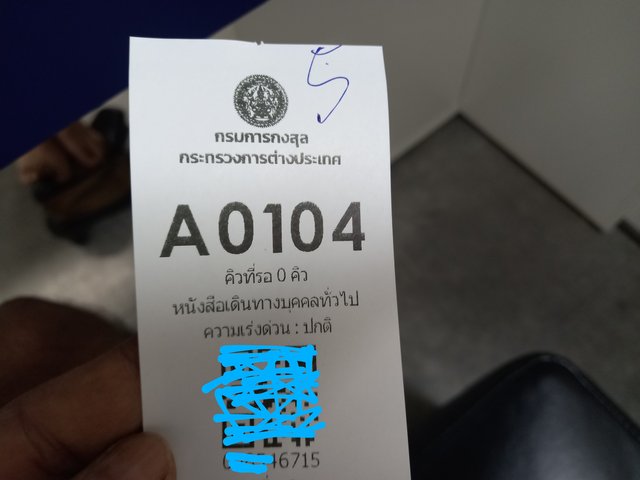 กรมการกงสุล
กระทรวงการต่างประเทศ
A0104
คิวที่รอ 0 คิว
หนังสือเดินทางบุคคลทั่วไป
ความเร่งด่วน : ปกติ
46715